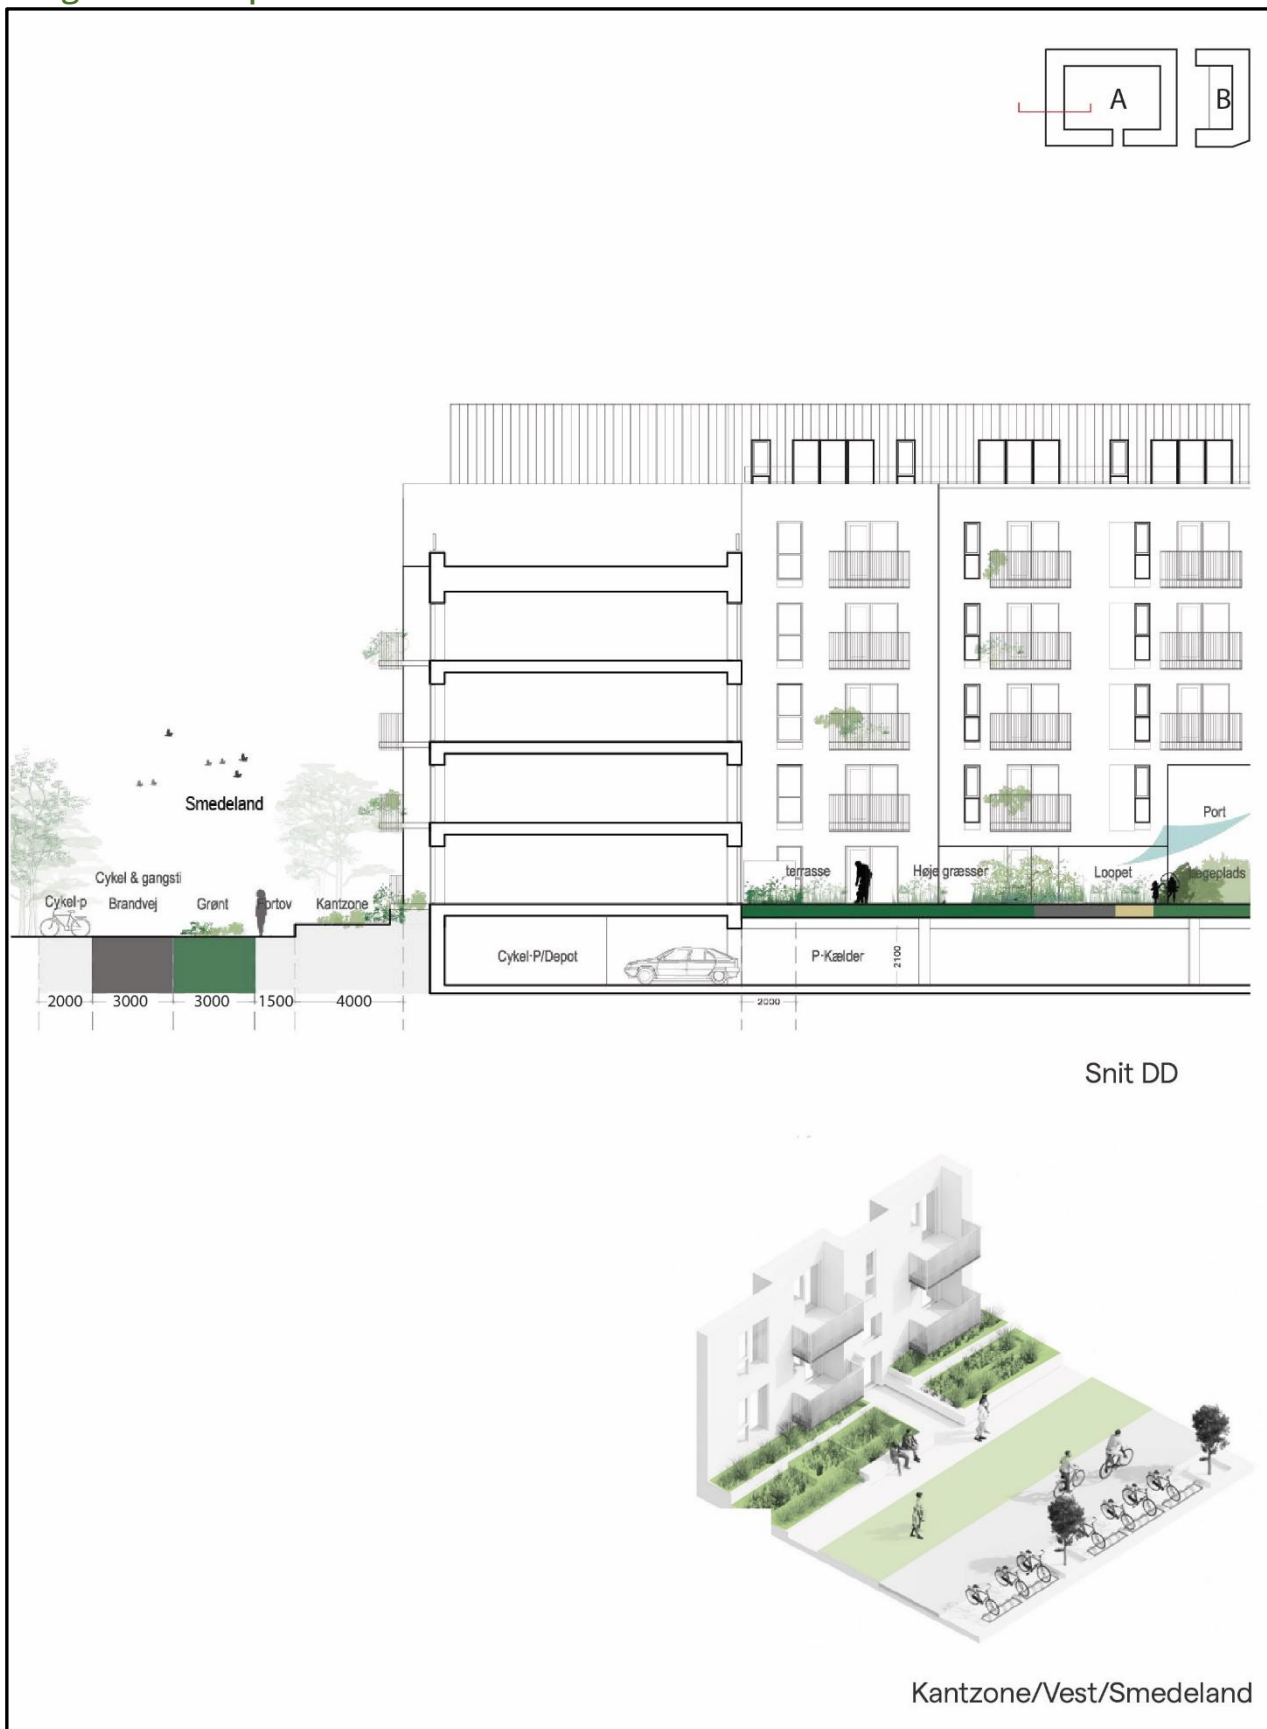 A
B
Smedeland
Cykel & gangsti
Cykel-p
Brandvej
Grønt
Fortov
Kantzone
2000
3000
3000
1500
4000
Cykel-P/Depot
P-Kælder
2100
2000
terrasse
Høje græsser
Loopet
Legeplads
Port
Snit DD
Kantzone/Vest/Smedeland